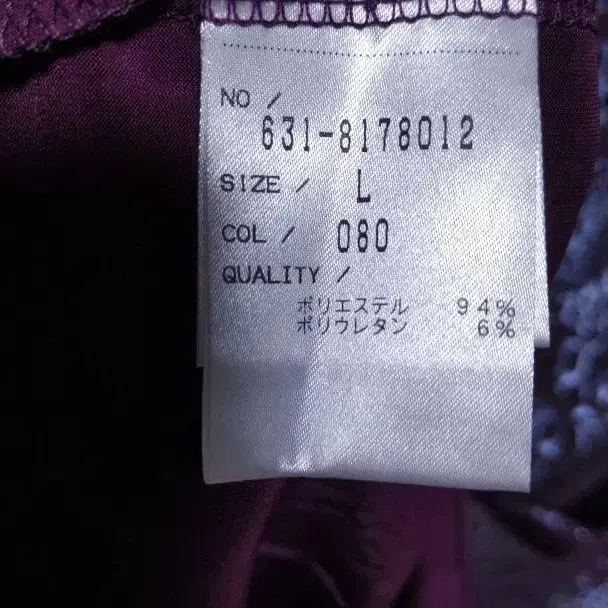 NO /
631-8178012
SIZE / L
COL / 080
QUALITY /
ポリエステル 94%
ポリウレタン 6%